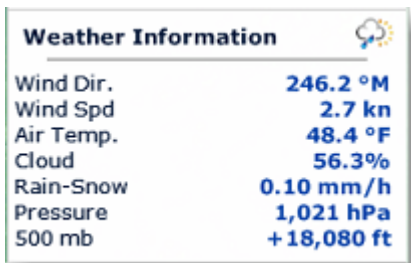 Weather Information
Wind Dir. 246.2 °M
Wind Spd 2.7 kn
Air Temp. 48.4 °F
Cloud 56.3%
Rain-Snow 0.10 mm/h
Pressure 1,021 hPa
500 mb +18,080 ft